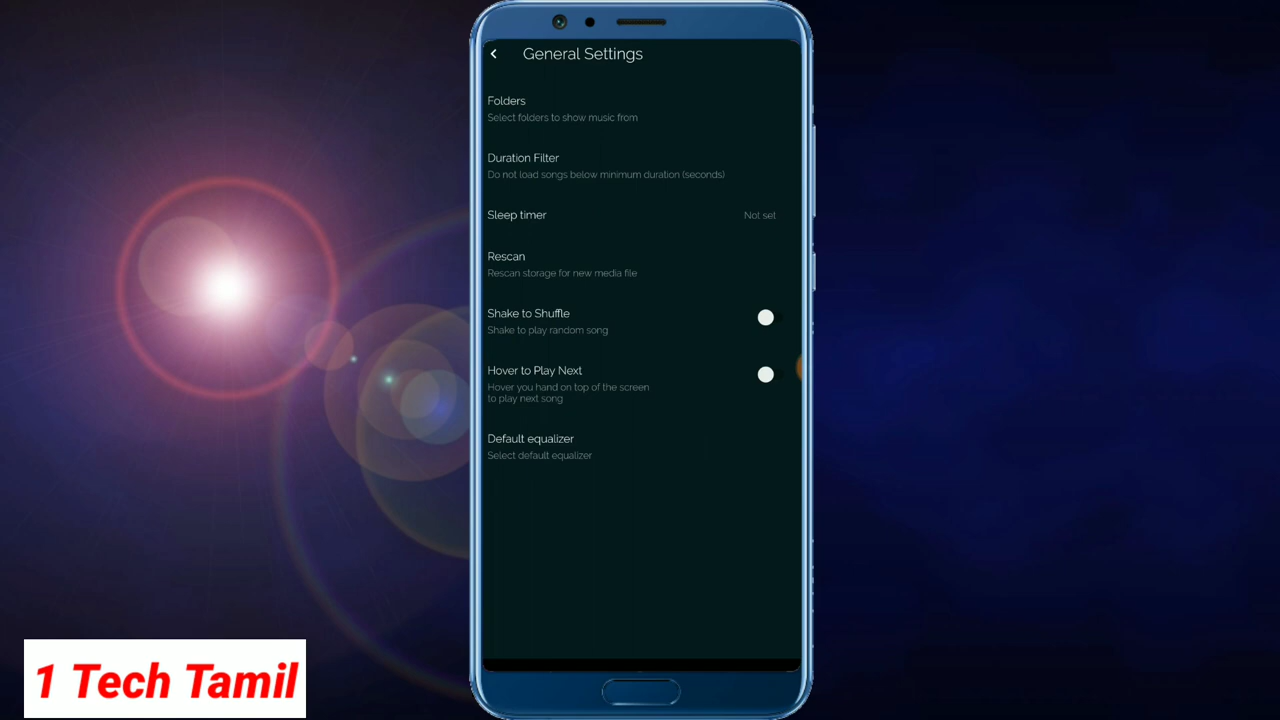 General Settings
Folders
Select folders to show music from
Duration Filter
Do not load songs below minimum duration (seconds)
Sleep timer
Not set
Rescan
Rescan storage for new media file
Shake to Shuffle
Shake to play random song
Hover to Play Next
Hover you hand on top of the screen
to play next song
Default equalizer
Select default equalizer
1 Tech Tamil